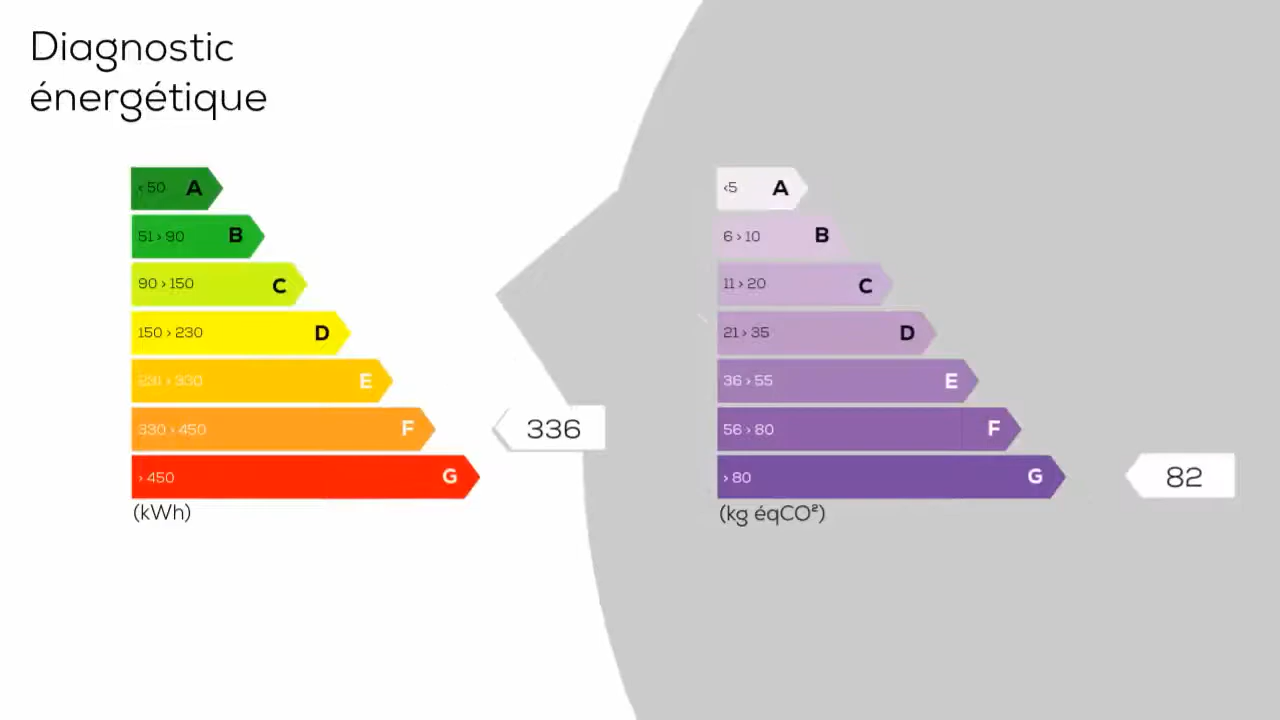 Diagnostic
énergétique
< 50 A
51 > 90 B
90 > 150 C
150 > 230 D
230 > 330 E
330 > 450 F
> 450 G
(kWh)
336
<5 A
6 > 10 B
11 > 20 C
21 > 35 D
36 > 55 E
56 > 80 F
> 80 G
(kg éqCO²)
82